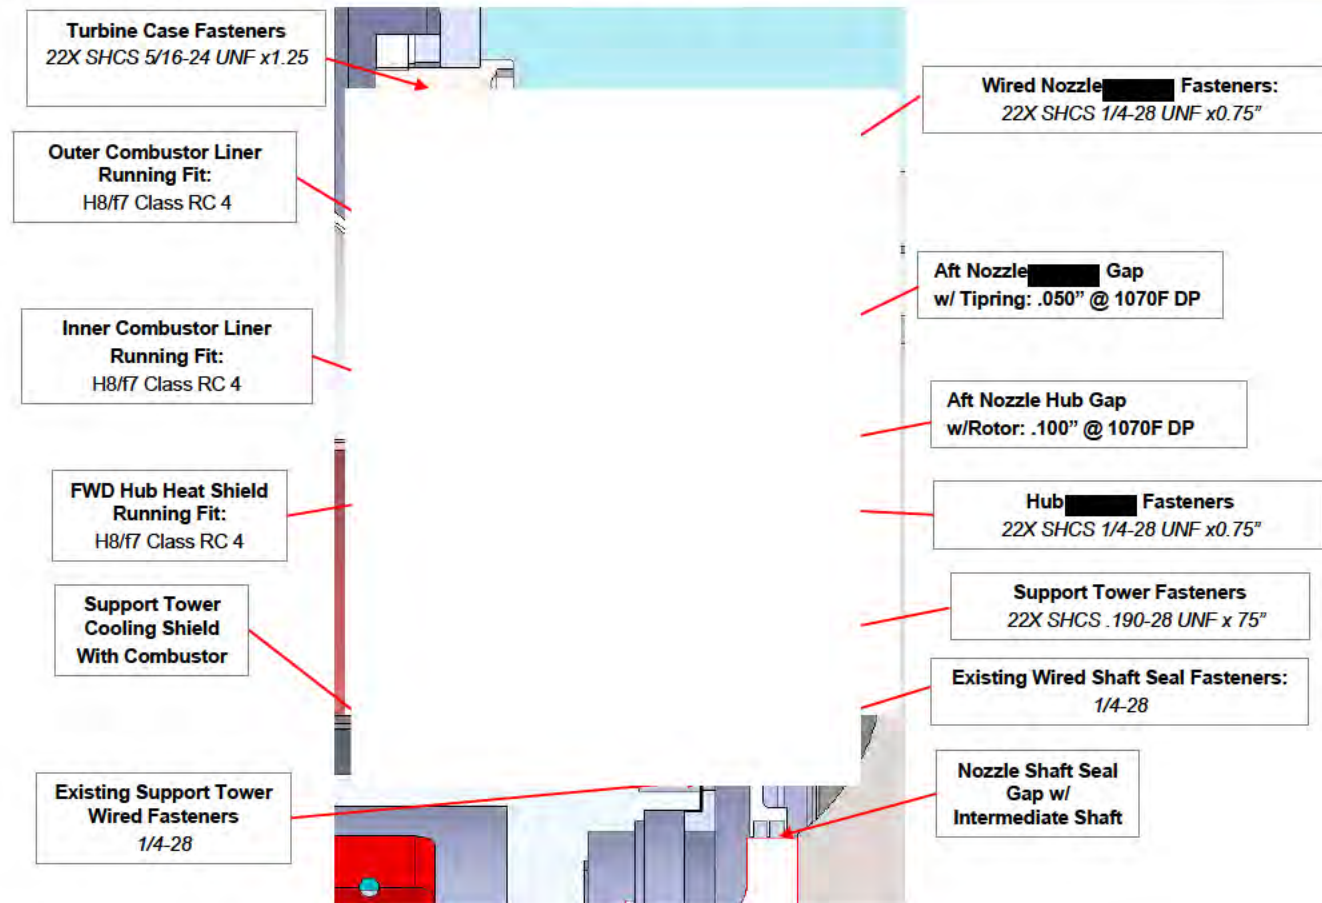 Turbine Case Fasteners
22X SHCS 5/16-24 UNF x1.25
Outer Combustor Liner
Running Fit:
H8/f7 Class RC 4
Inner Combustor Liner
Running Fit:
H8/f7 Class RC 4
FWD Hub Heat Shield
Running Fit:
H8/f7 Class RC 4
Support Tower
Cooling Shield
With Combustor
Existing Support Tower
Wired Fasteners
1/4-28
Wired Nozzle Fasteners:
22X SHCS 1/4-28 UNF x0.75”
Aft Nozzle Gap
w/ Tipring: .050” @ 1070F DP
Aft Nozzle Hub Gap
w/Rotor: .100” @ 1070F DP
Hub Fasteners
22X SHCS 1/4-28 UNF x0.75”
Support Tower Fasteners
22X SHCS .190-28 UNF x 75”
Existing Wired Shaft Seal Fasteners:
1/4-28
Nozzle Shaft Seal
Gap w/
Intermediate Shaft